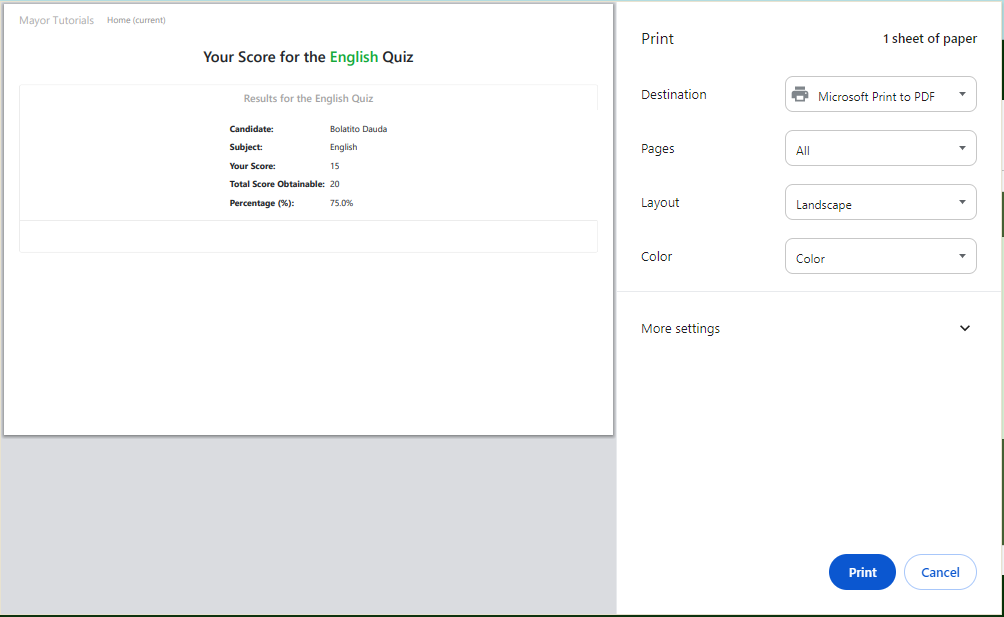 Mayor Tutorials Home (current)
Your Score for the English Quiz
Results for the English Quiz
Candidate: Bolatito Dauda
Subject: English
Your Score: 15
Total Score Obtainable: 20
Percentage (%): 75.0%
Print 1 sheet of paper
Destination Microsoft Print to PDF
Pages All
Layout Landscape
Color Color
More settings
Print Cancel